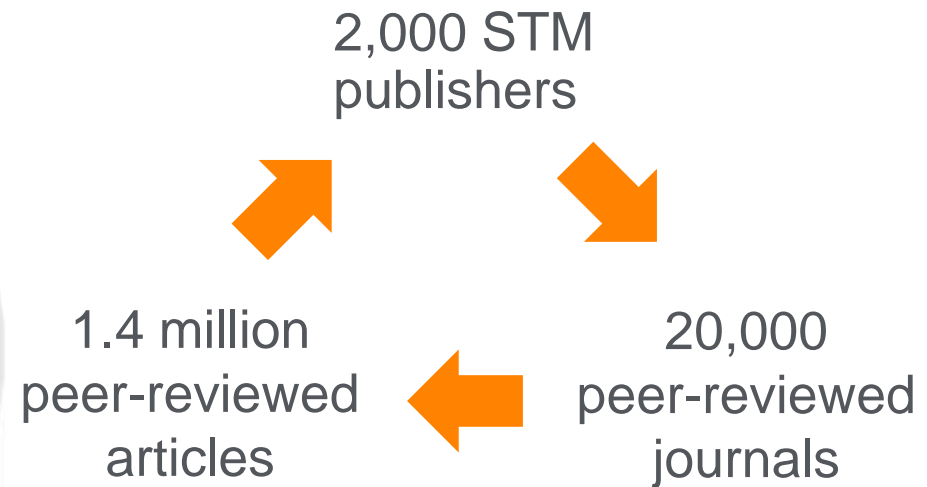 2,000 STM
publishers
1.4 million
peer-reviewed
articles
20,000
peer-reviewed
journals